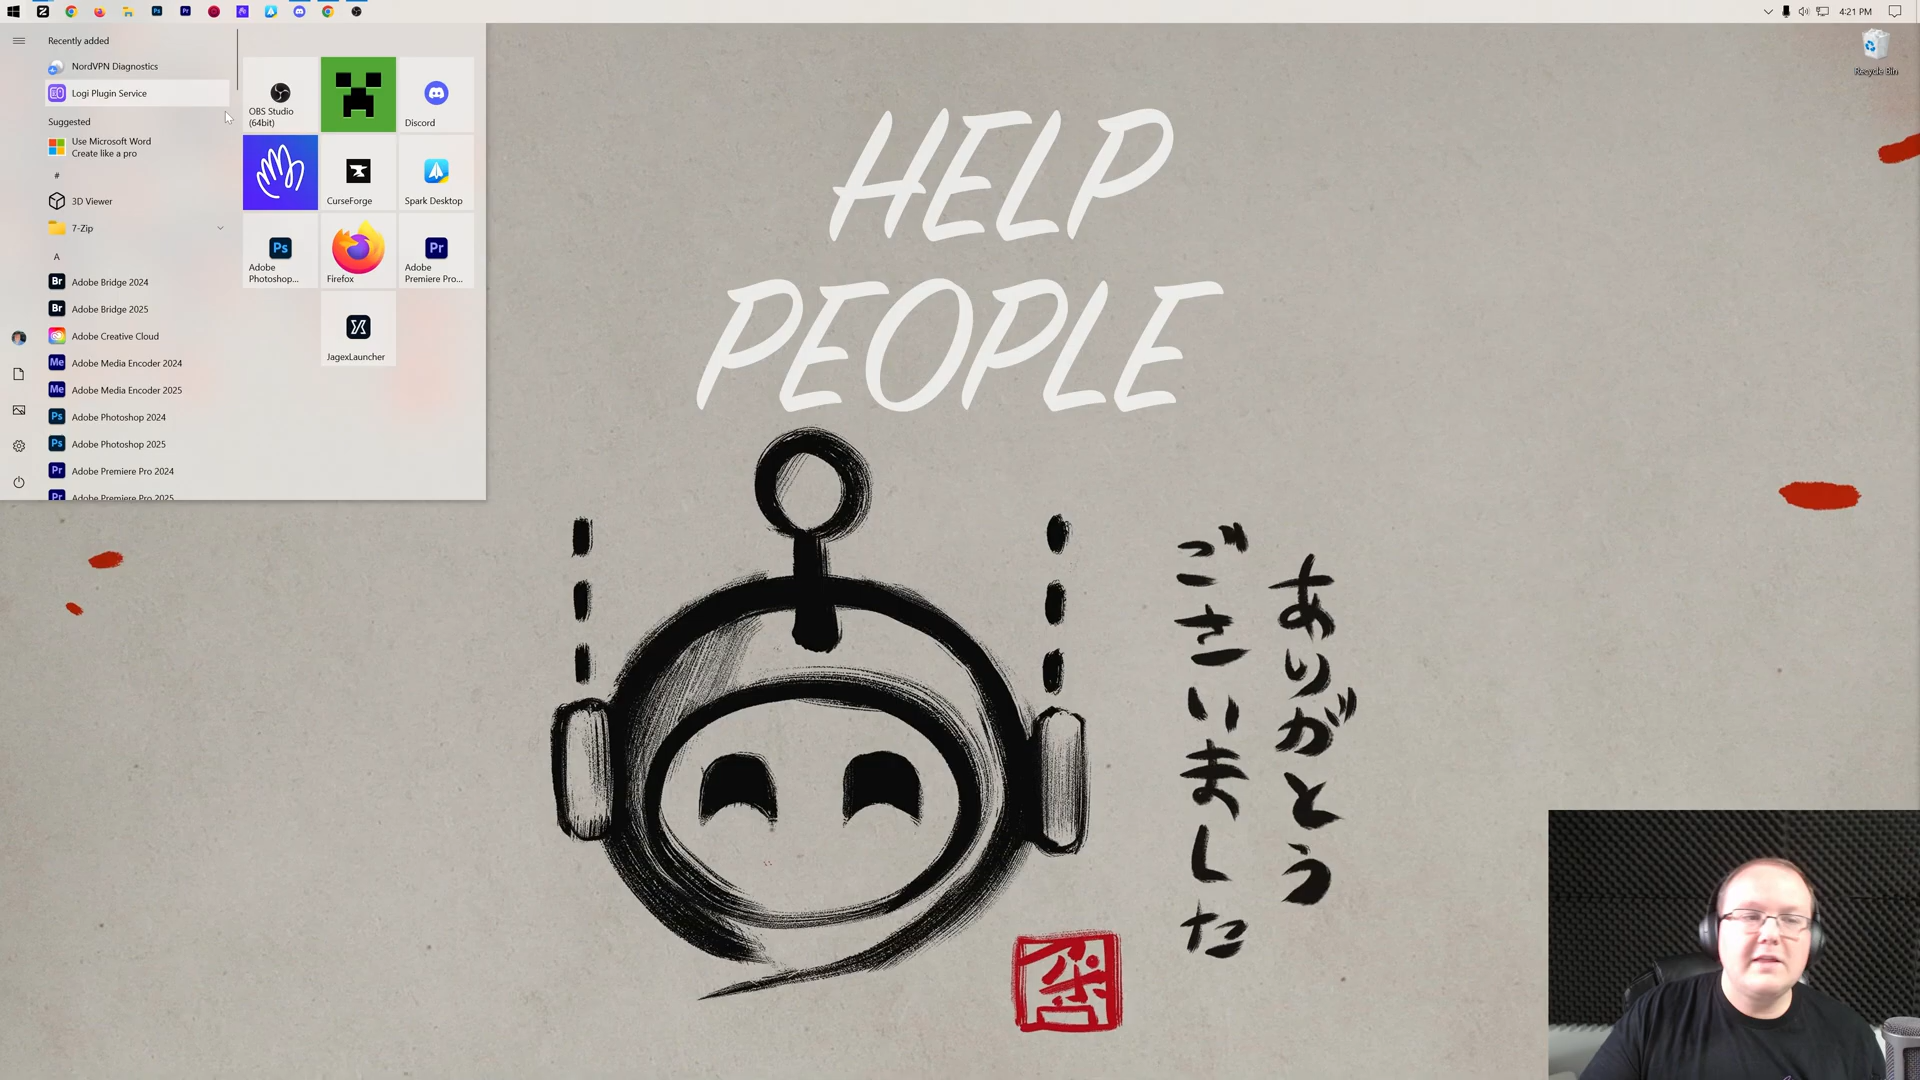 4:21 PM
Recently added
NordVPN Diagnostics
Logi Plugin Service
Suggested
Use Microsoft Word
Create like a pro
#
3D Viewer
7-Zip
A
Adobe Bridge 2024
Adobe Bridge 2025
Adobe Creative Cloud
Adobe Media Encoder 2024
Adobe Media Encoder 2025
Adobe Photoshop 2024
Adobe Photoshop 2025
Adobe Premiere Pro 2024
Adobe Premiere Pro 2025
OBS Studio
(64bit)
Discord
CurseForge
Spark Desktop
Adobe
Photoshop...
Firefox
Adobe
Premiere Pro...
JagexLauncher
Recycle Bin
HELP
PEOPLE
ありがとう
ございました